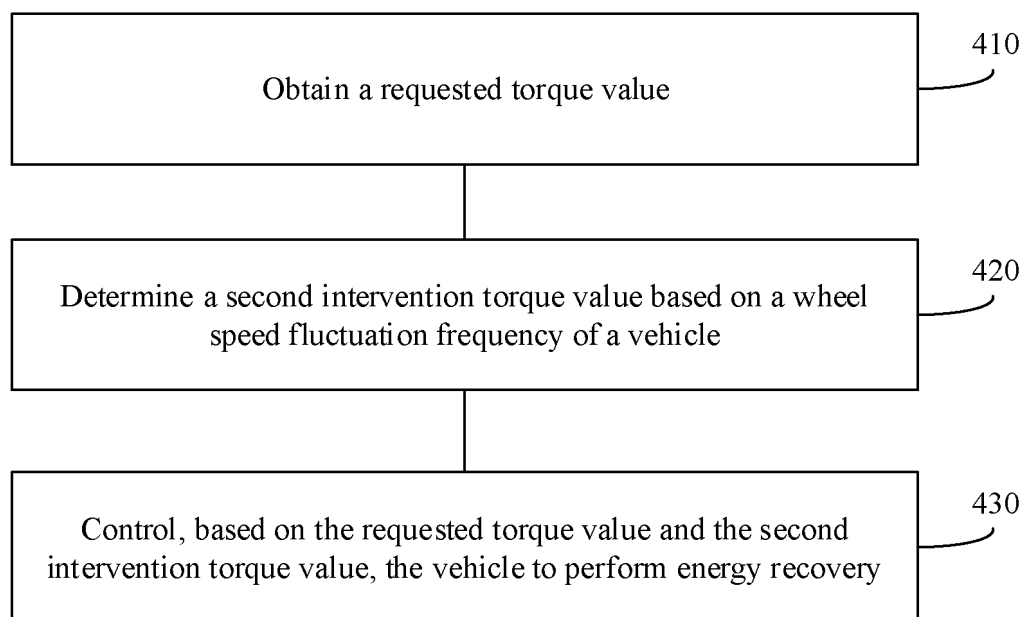 410
Obtain a requested torque value
420
Determine a second intervention torque value based on a wheel
speed fluctuation frequency of a vehicle
430
Control, based on the requested torque value and the second
intervention torque value, the vehicle to perform energy recovery